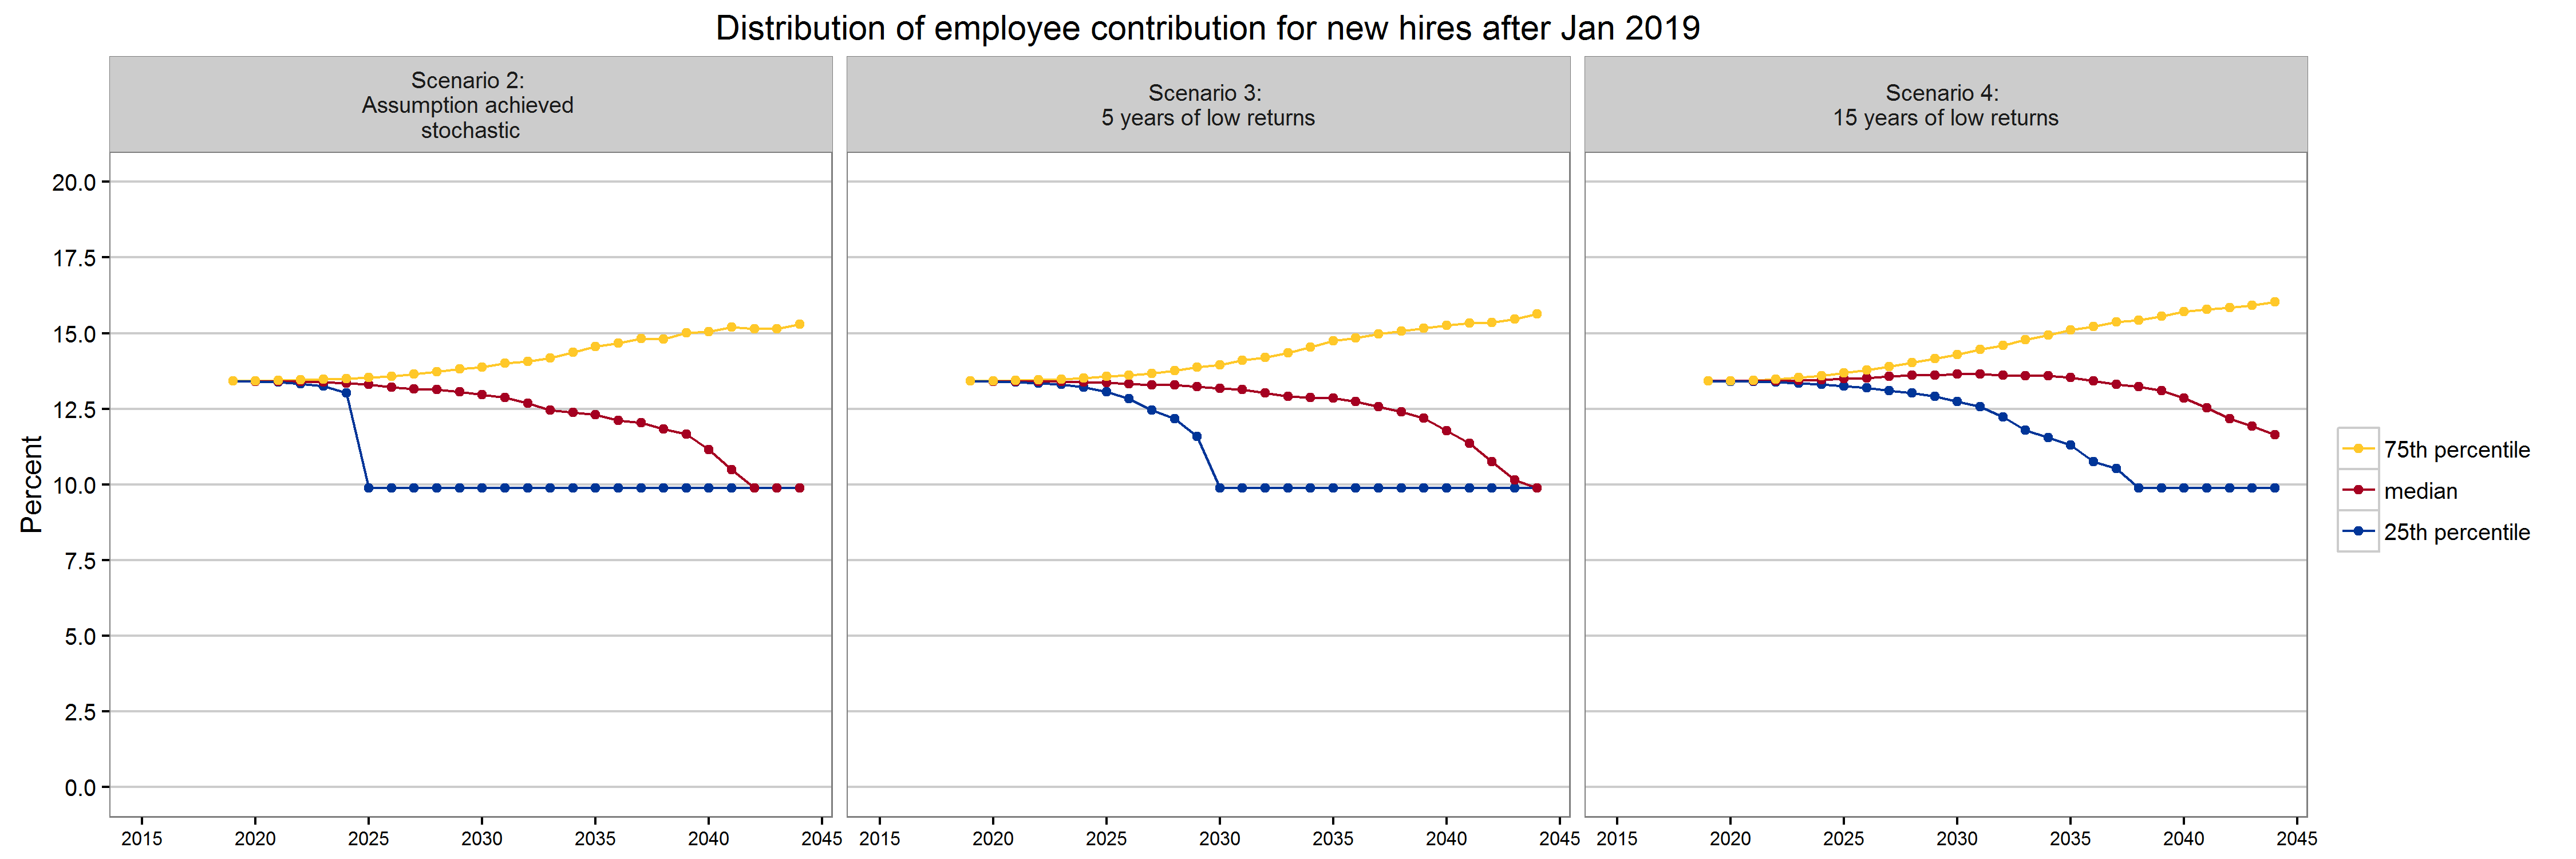 Distribution of employee contribution for new hires after Jan 2019
Scenario 2:
Assumption achieved
stochastic
Scenario 3:
5 years of low returns
Scenario 4:
15 years of low returns
Percent
20.0
17.5
15.0
12.5
10.0
7.5
5.0
2.5
0.0
2015 2020 2025 2030 2035 2040 2045
2015 2020 2025 2030 2035 2040 2045
2015 2020 2025 2030 2035 2040 2045
75th percentile
median
25th percentile